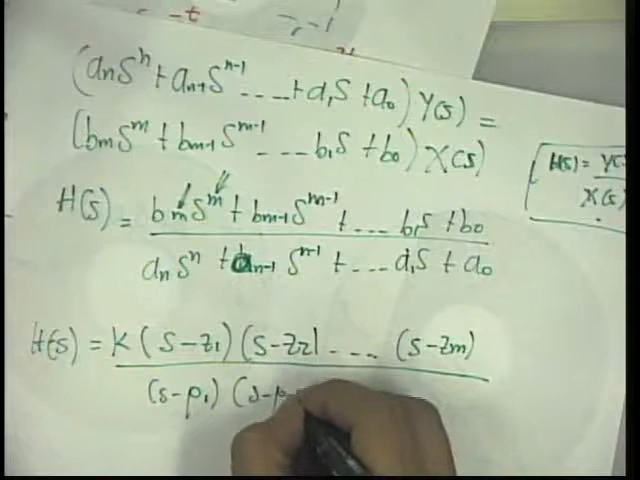 -t
(aₙSⁿ + aₙ₋₁Sⁿ⁻¹ ..... + a₁S + a₀) Y(s) =
(bₘSᵐ + bₘ₋₁Sᵐ⁻¹ ..... b₁S + b₀) X(s)
H(s) = Y(s) / X(s)
H(s) = bₘSᵐ + bₘ₋₁Sᵐ⁻¹ + .... b₁S + b₀
aₙSⁿ + aₙ₋₁Sⁿ⁻¹ + .... a₁S + a₀
H(s) = K (s-z₁) (s-z₂) .... (s-zₘ)
(s-p₁) (s-p